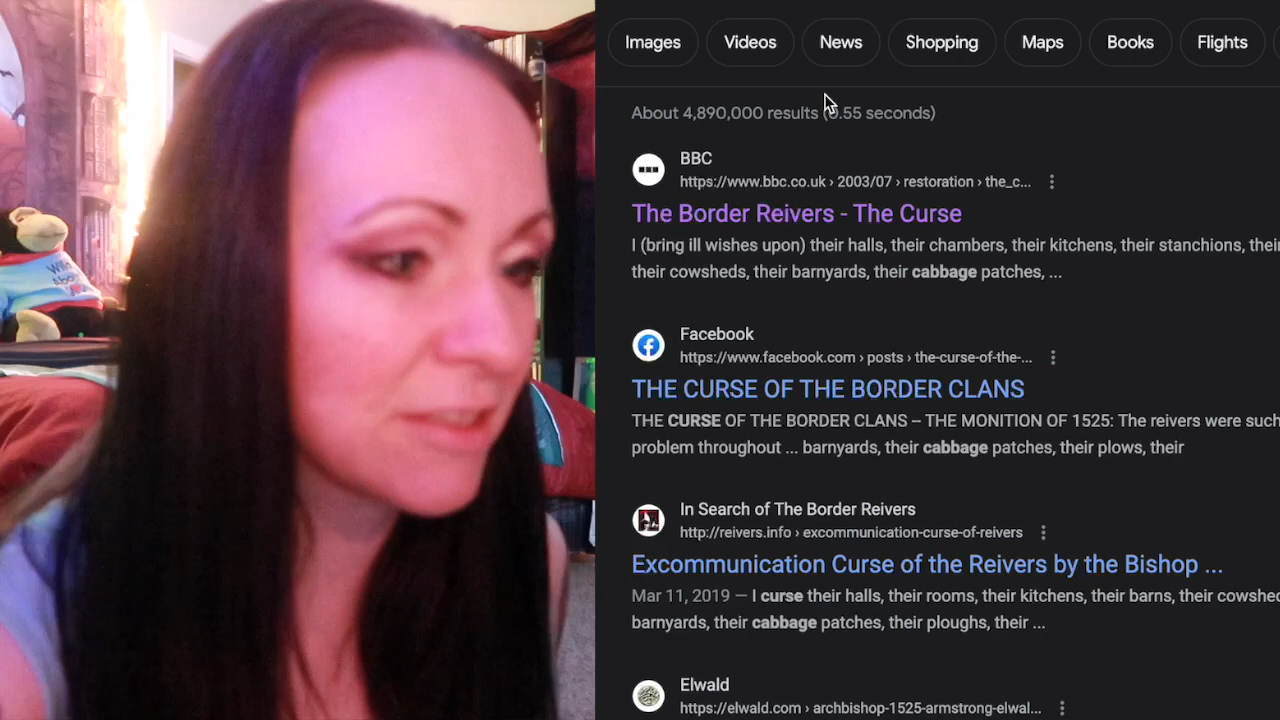 Images Videos News Shopping Maps Books Flights
About 4,890,000 results (0.55 seconds)
BBC
https://www.bbc.co.uk › 2003/07 › restoration › the_c...
The Border Reivers - The Curse
I (bring ill wishes upon) their halls, their chambers, their kitchens, their stanchions, their
their cowsheds, their barnyards, their cabbage patches, ...
Facebook
https://www.facebook.com › posts › the-curse-of-the-...
THE CURSE OF THE BORDER CLANS
THE CURSE OF THE BORDER CLANS – THE MONITION OF 1525: The reivers were such
problem throughout ... barnyards, their cabbage patches, their plows, their
In Search of The Border Reivers
http://reivers.info › excommunication-curse-of-reivers
Excommunication Curse of the Reivers by the Bishop ...
Mar 11, 2019 — I curse their halls, their rooms, their kitchens, their barns, their cowshed
barnyards, their cabbage patches, their ploughs, their ...
Elwald
https://elwald.com › archbishop-1525-armstrong-elwal...